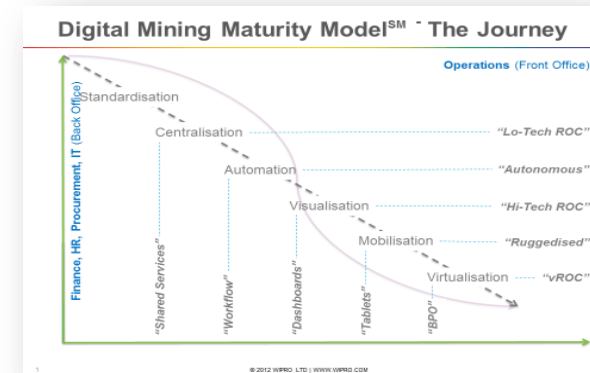 Digital Mining Maturity Model℠ - The Journey
Operations (Front Office)
Finance, HR, Procurement, IT (Back Office)
Standardisation
Centralisation
"Lo-Tech ROC"
Automation
"Autonomous"
Visualisation
"Hi-Tech ROC"
Mobilisation
"Ruggedised"
Virtualisation
"vROC"
"Shared Services"
"Workflow"
"Dashboards"
"Tablets"
"BPO"
1
© 2012 WIPRO LTD | WWW.WIPRO.COM